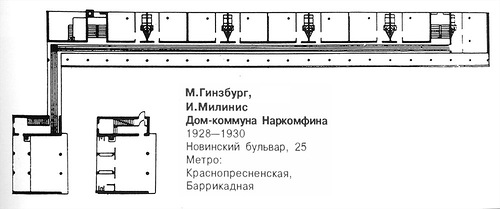 М.Гинзбург,
И.Милинис
Дом-коммуна Наркомфина
1928—1930
Новинский бульвар, 25
Метро:
Краснопресненская,
Баррикадная